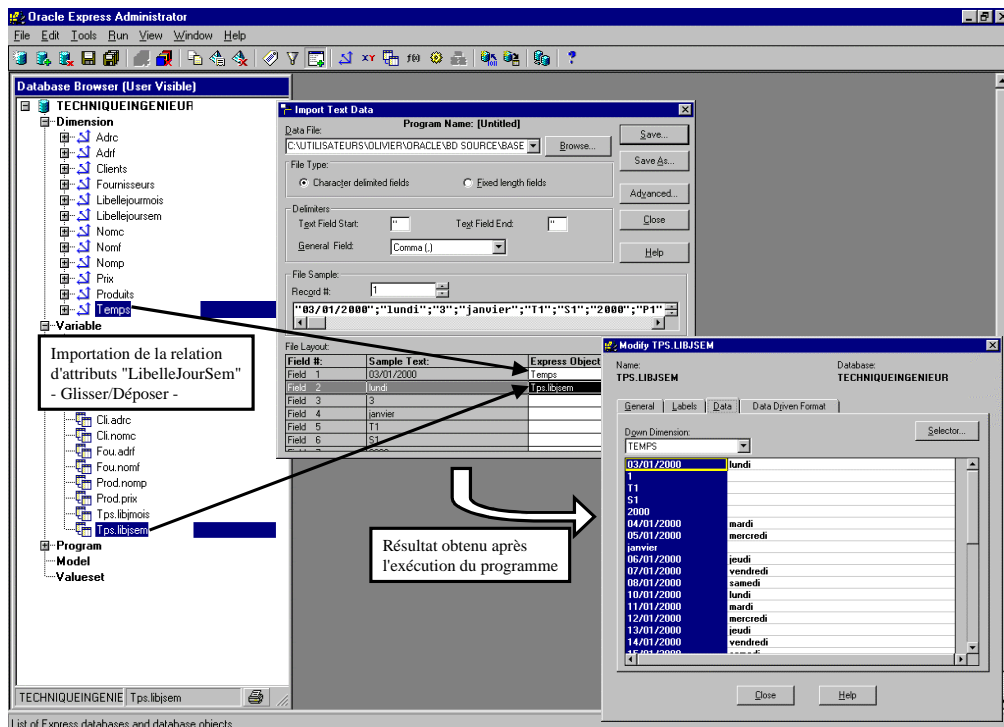 Oracle Express Administrator
File Edit Tools Run View Window Help
Database Browser (User Visible)
TECHNIQUEINGENIEUR
Dimension
Adrc
Adrf
Clients
Fournisseurs
Libellejourmois
Libellejoursem
Nomc
Nomf
Nomp
Prix
Produits
Temps
Variable
Importation de la relation
d'attributs "LibelleJourSem"
- Glisser/Déposer -
Cli.adrc
Cli.nomc
Fou.adrf
Fou.nomf
Prod.nomp
Prod.prix
Tps.libjmois
Tps.libjsem
Program
Model
Valueset
TECHNIQUEINGENIE Tps.libjsem
List of Express databases and database objects
Import Text Data
Program Name: [Untitled]
Data File:
C:\UTILISATEURS\OLIVIER\ORACLE\BD SOURCE\BASE
Browse...
Save...
Save As...
Advanced...
Close
Help
File Type:
Character delimited fields Fixed length fields
Delimiters
Text Field Start: " Text Field End: "
General Field: Comma (,)
File Sample:
Record #: 1
"03/01/2000";"lundi";"3";"janvier";"T1";"S1";"2000";"P1"
File Layout:
Field #: Sample Text: Express Object
Field 1 03/01/2000 Temps
Field 2 lundi Tps.libjsem
Field 3 3
Field 4 janvier
Field 5 T1
Field 6 S1
Résultat obtenu après
l'exécution du programme
Modify TPS.LIBJSEM
Name: Database:
TPS.LIBJSEM TECHNIQUEINGENIEUR
General Labels Data Data Driven Format
Down Dimension:
TEMPS
Selector...
03/01/2000 lundi
1
T1
S1
2000
04/01/2000 mardi
05/01/2000 mercredi
janvier
06/01/2000 jeudi
07/01/2000 vendredi
08/01/2000 samedi
10/01/2000 lundi
11/01/2000 mardi
12/01/2000 mercredi
13/01/2000 jeudi
14/01/2000 vendredi
15/01/2000 samedi
Close Help